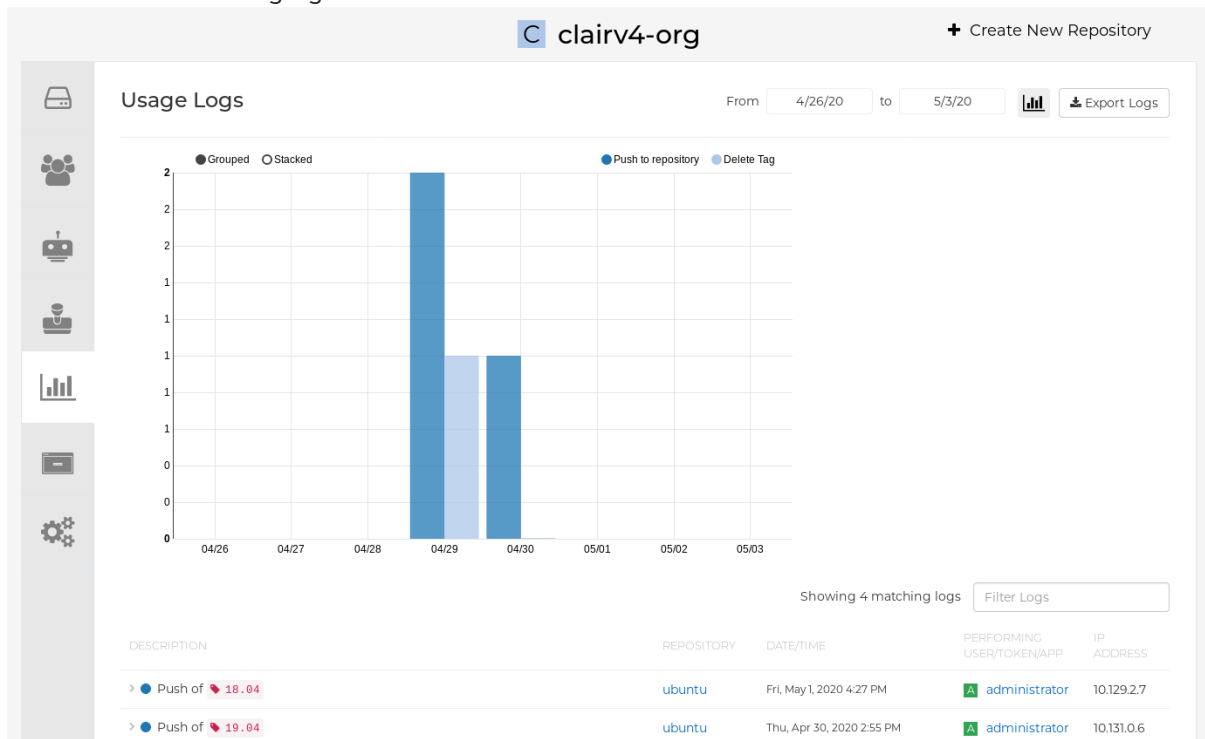 C clairv4-org
Create New Repository
Usage Logs
From 4/26/20 to 5/3/20
Export Logs
Grouped Stacked
Push to repository Delete Tag
2
2
2
1
1
1
1
1
0
0
0
04/26 04/27 04/28 04/29 04/30 05/01 05/02 05/03
Showing 4 matching logs Filter Logs
DESCRIPTION REPOSITORY DATE/TIME PERFORMING USER/TOKEN/APP IP ADDRESS
Push of 18.04 ubuntu Fri, May 1, 2020 4:27 PM A administrator 10.129.2.7
Push of 19.04 ubuntu Thu, Apr 30, 2020 2:55 PM A administrator 10.131.0.6